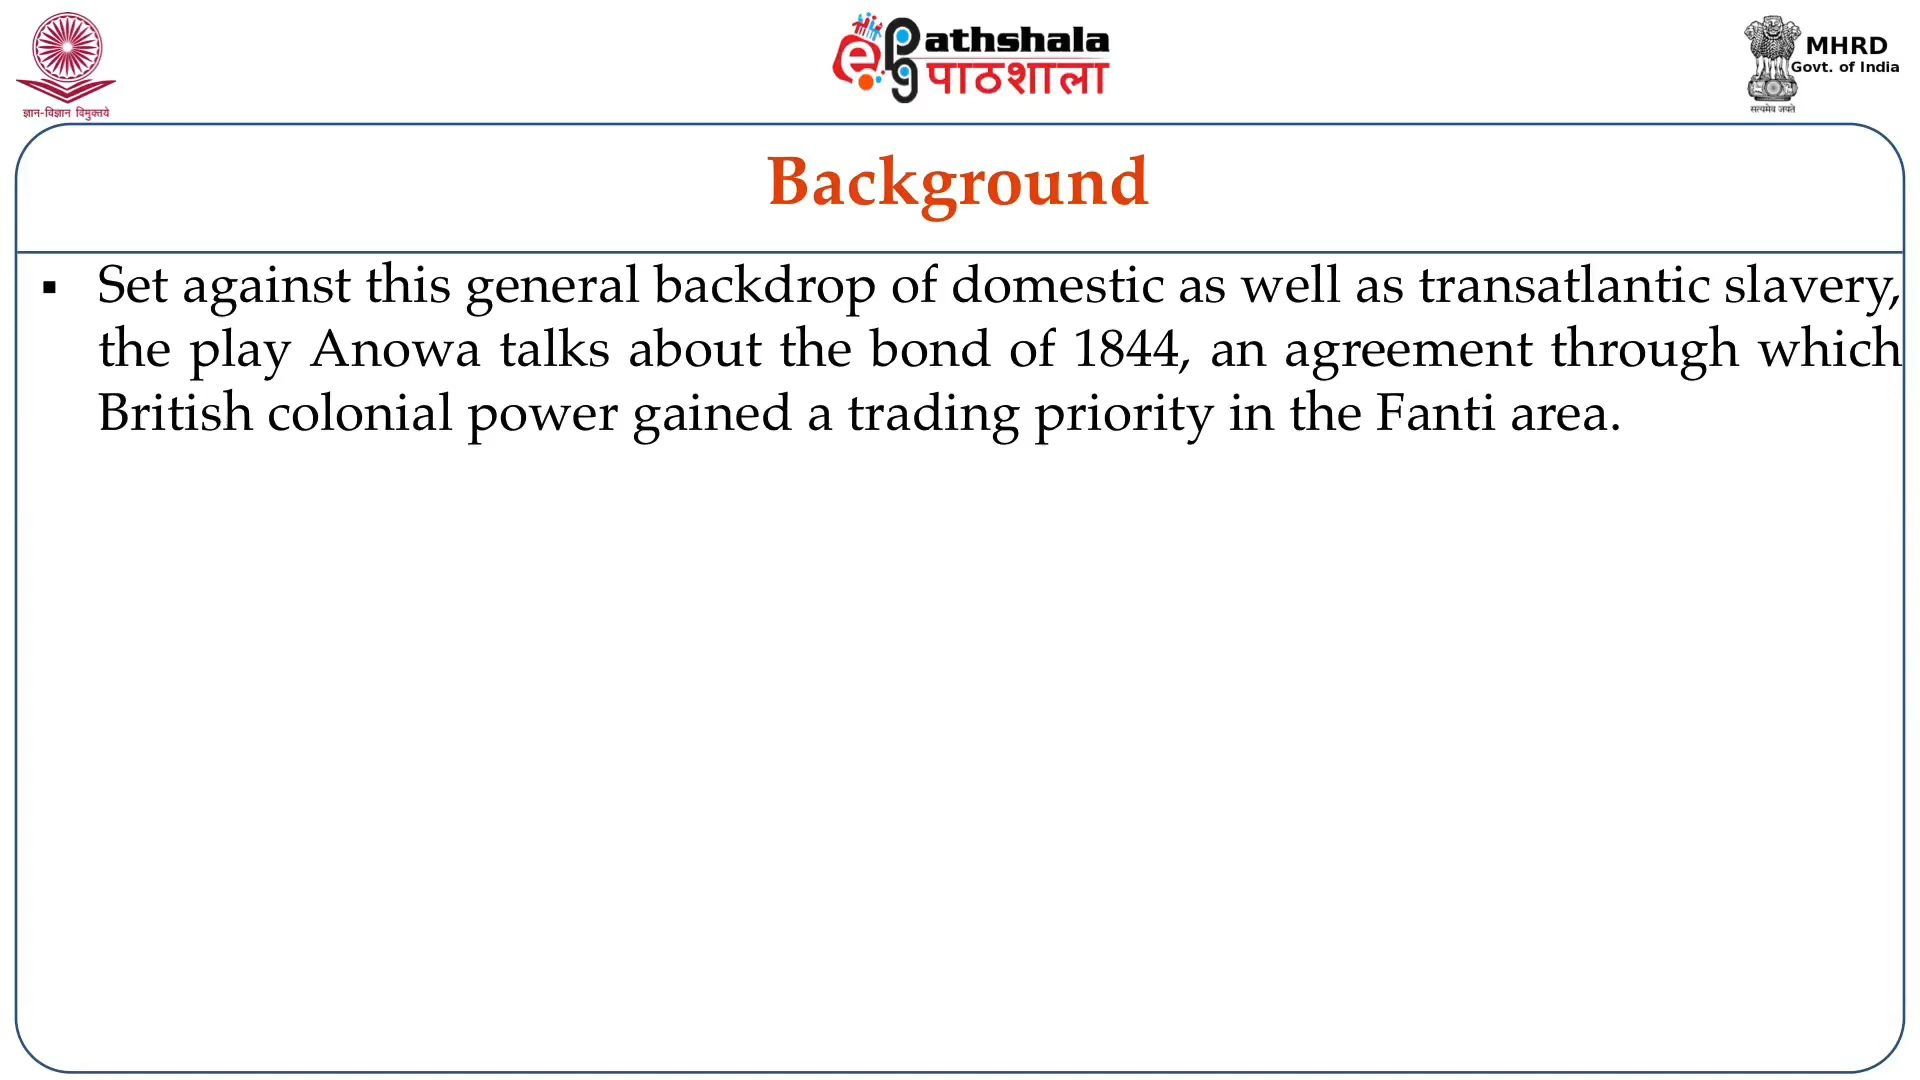 ज्ञान-विज्ञान विमुक्तये
ePathshala
पाठशाला
MHRD
Govt. of India
सत्यमेव जयते
Background
▪ Set against this general backdrop of domestic as well as transatlantic slavery,
the play Anowa talks about the bond of 1844, an agreement through which
British colonial power gained a trading priority in the Fanti area.